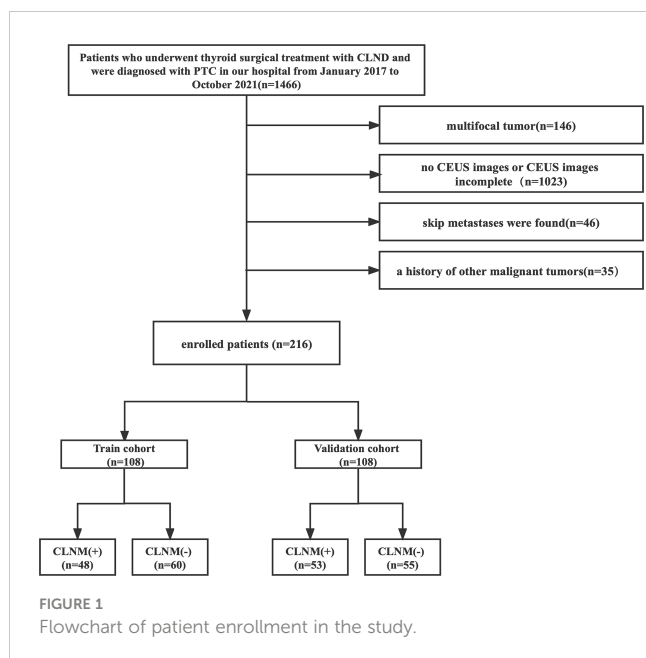 Patients who underwent thyroid surgical treatment with CLND and
were diagnosed with PTC in our hospital from January 2017 to
October 2021(n=1466)
multifocal tumor(n=146)
no CEUS images or CEUS images
incomplete（n=1023)
skip metastases were found(n=46)
a history of other malignant tumors(n=35）
enrolled patients (n=216)
Train cohort
(n=108)
Validation cohort
(n=108)
CLNM(+)
(n=48)
CLNM(-)
(n=60)
CLNM(+)
(n=53)
CLNM(-)
(n=55)
FIGURE 1
Flowchart of patient enrollment in the study.